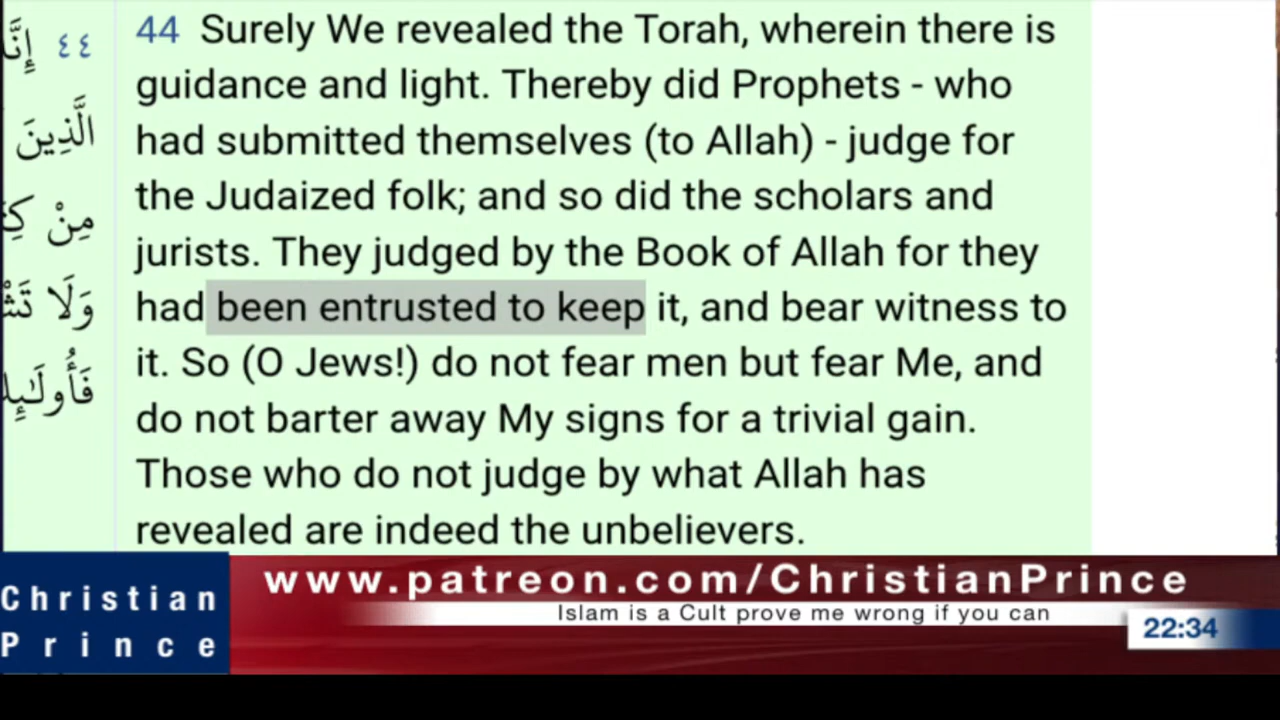 ٤٤ إِنَّا
الَّذِينَ
مِنْ
وَلَا
44 Surely We revealed the Torah, wherein there is
guidance and light. Thereby did Prophets - who
had submitted themselves (to Allah) - judge for
the Judaized folk; and so did the scholars and
jurists. They judged by the Book of Allah for they
had been entrusted to keep it, and bear witness to
it. So (O Jews!) do not fear men but fear Me, and
do not barter away My signs for a trivial gain.
Those who do not judge by what Allah has
revealed are indeed the unbelievers.
Christian
Prince
www.patreon.com/ChristianPrince
Islam is a Cult prove me wrong if you can
22:34